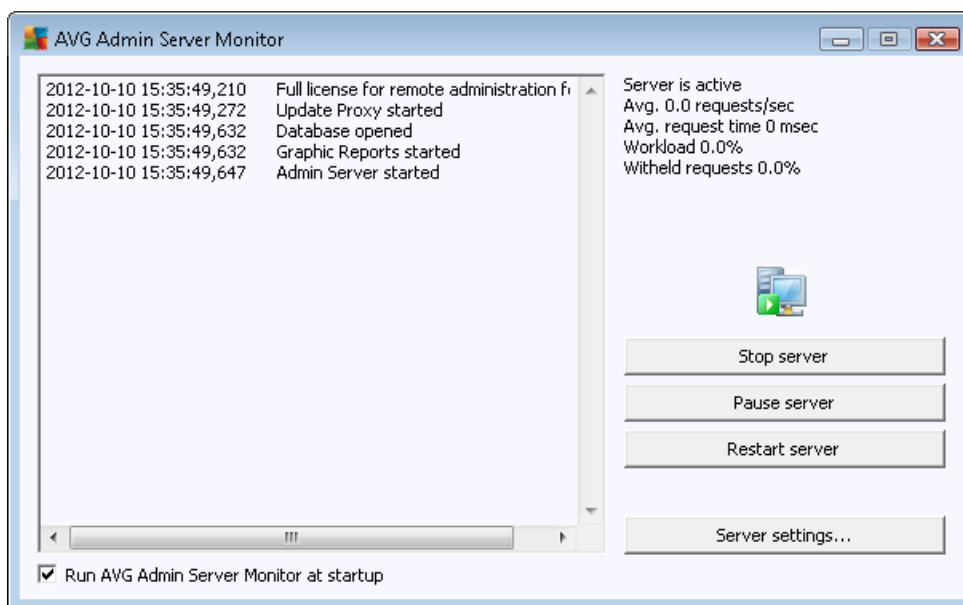 AVG Admin Server Monitor
2012-10-10 15:35:49,210 Full license for remote administration f
2012-10-10 15:35:49,272 Update Proxy started
2012-10-10 15:35:49,632 Database opened
2012-10-10 15:35:49,632 Graphic Reports started
2012-10-10 15:35:49,647 Admin Server started
Server is active
Avg. 0.0 requests/sec
Avg. request time 0 msec
Workload 0.0%
Witheld requests 0.0%
Stop server
Pause server
Restart server
Server settings...
Run AVG Admin Server Monitor at startup